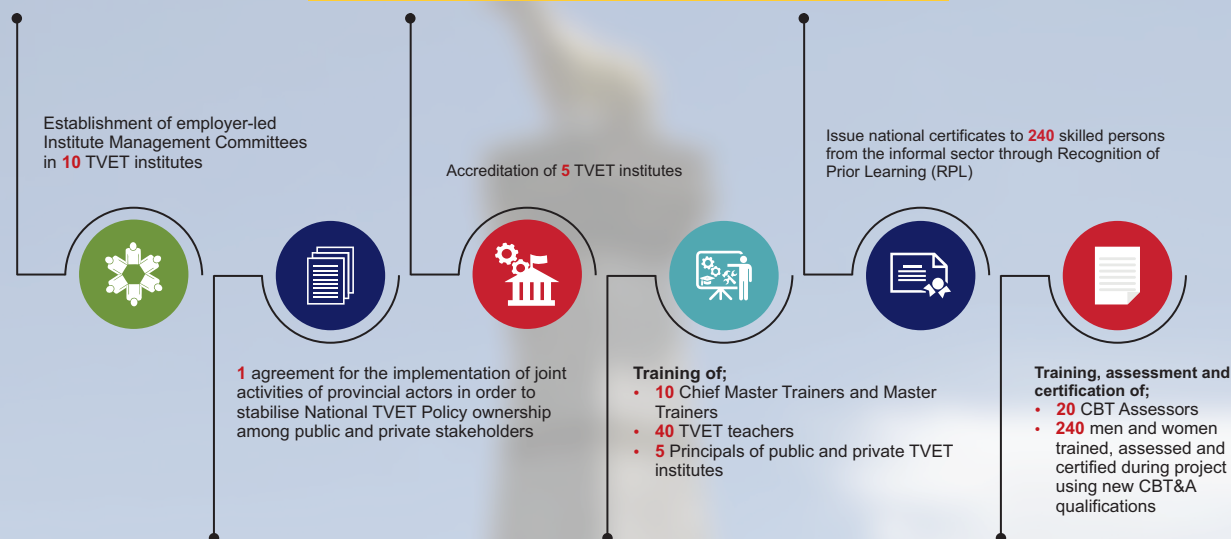 Establishment of employer-led
Institute Management Committees
in 10 TVET institutes
1 agreement for the implementation of joint
activities of provincial actors in order to
stabilise National TVET Policy ownership
among public and private stakeholders
Accreditation of 5 TVET institutes
Training of;
• 10 Chief Master Trainers and Master
Trainers
• 40 TVET teachers
• 5 Principals of public and private TVET
institutes
Issue national certificates to 240 skilled persons
from the informal sector through Recognition of
Prior Learning (RPL)
Training, assessment and
certification of;
• 20 CBT Assessors
• 240 men and women
trained, assessed and
certified during project
using new CBT&A
qualifications